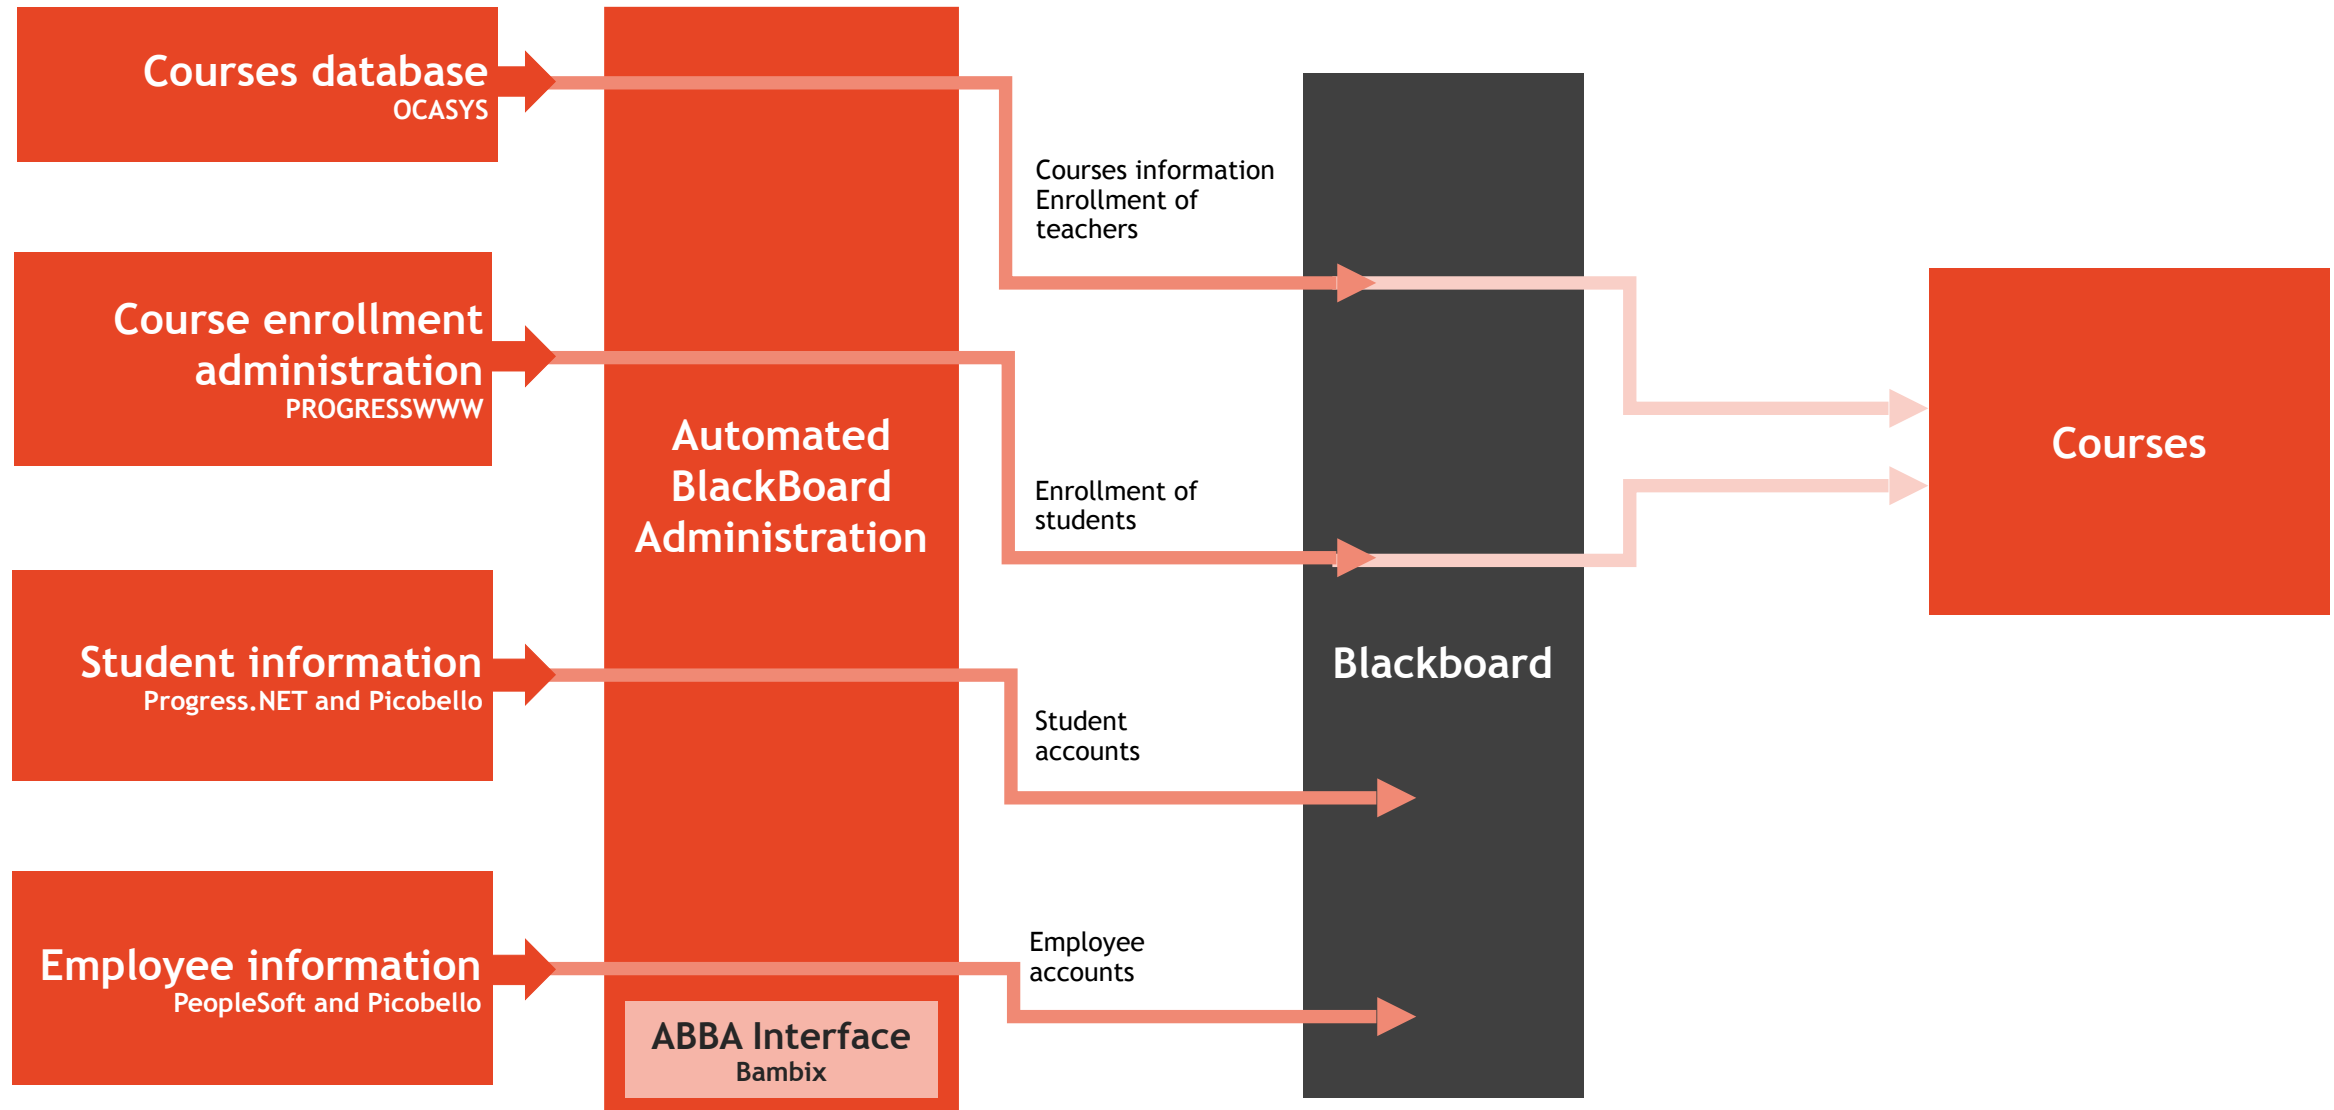 Courses database
OCASYS
Course enrollment
administration
PROGRESSWWW
Student information
Progress.NET and Picobello
Employee information
PeopleSoft and Picobello
Automated
BlackBoard
Administration
ABBA Interface
Bambix
Courses information
Enrollment of
teachers
Enrollment of
students
Student
accounts
Employee
accounts
Blackboard
Courses